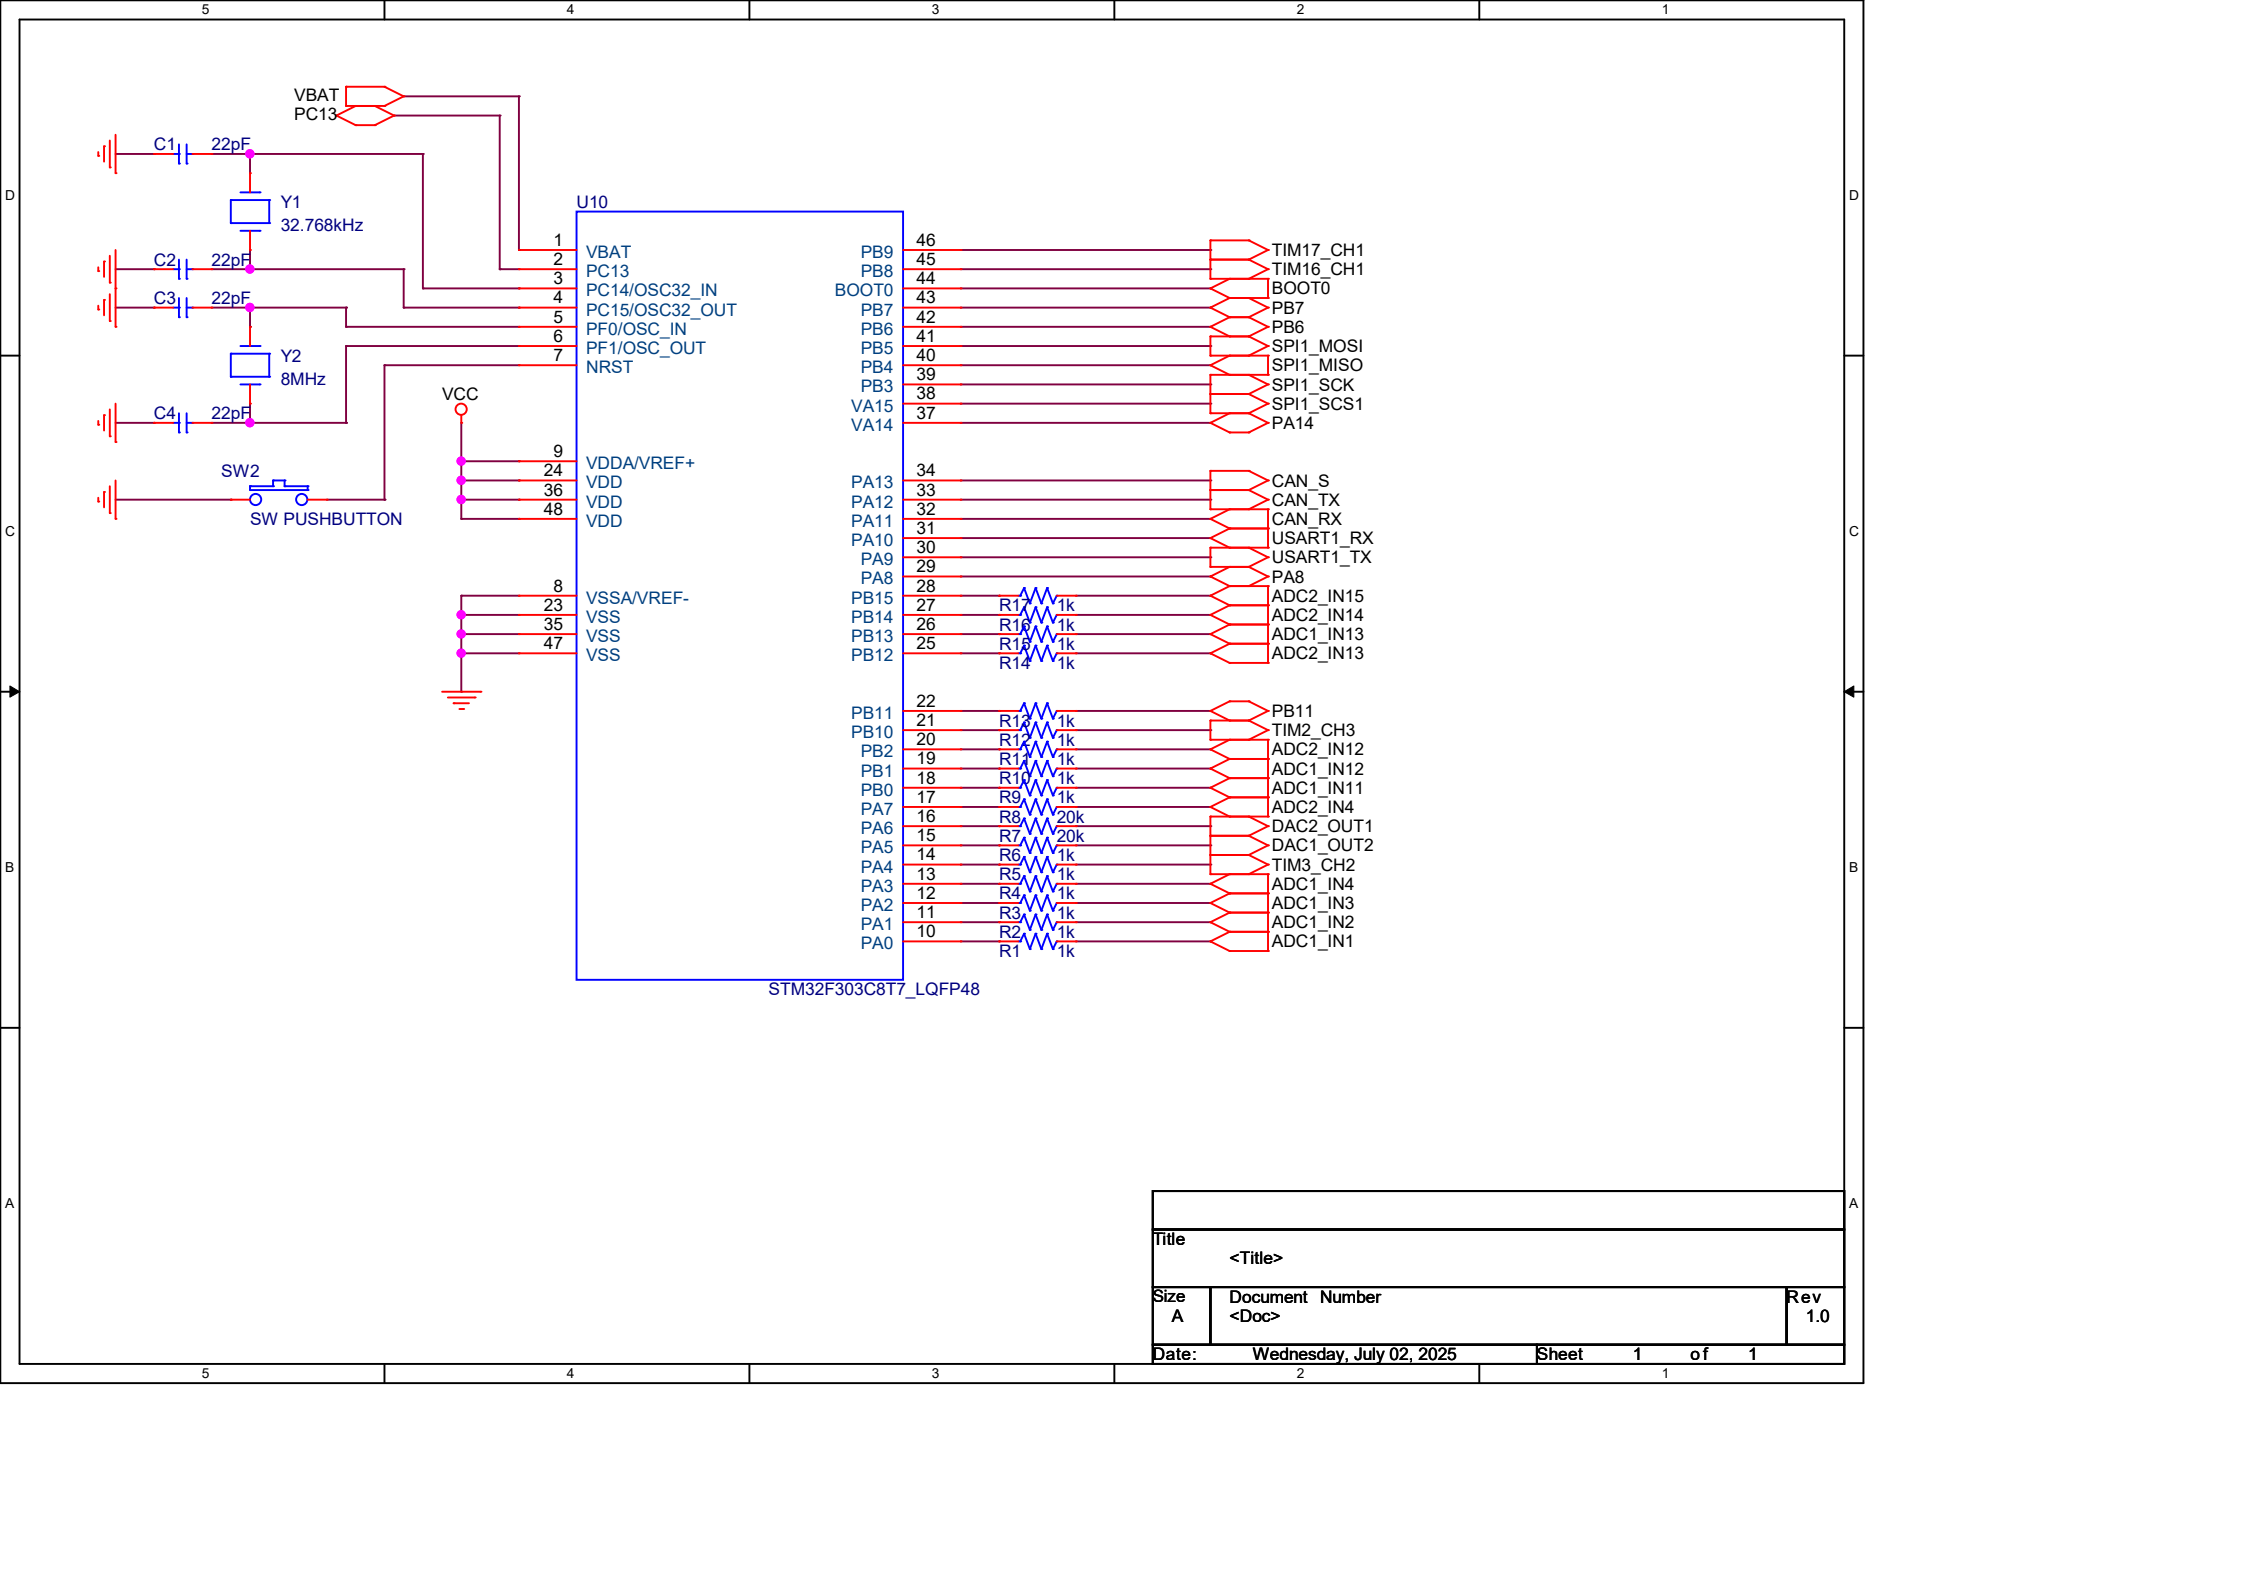 5 4 3 2 1
D
C
B
A
D
C
B
A
VBAT
PC13
C1 22pF
Y1
32.768kHz
C2 22pF
C3 22pF
Y2
8MHz
C4 22pF
SW2
SW PUSHBUTTON
VCC
U10
1 VBAT
2 PC13
3 PC14/OSC32_IN
4 PC15/OSC32_OUT
5 PF0/OSC_IN
6 PF1/OSC_OUT
7 NRST
9 VDDA/VREF+
24 VDD
36 VDD
48 VDD
8 VSSA/VREF-
23 VSS
35 VSS
47 VSS
PB9 46 TIM17_CH1
PB8 45 TIM16_CH1
BOOT0 44 BOOT0
PB7 43 PB7
PB6 42 PB6
PB5 41 SPI1_MOSI
PB4 40 SPI1_MISO
PB3 39 SPI1_SCK
VA15 38 SPI1_SCS1
VA14 37 PA14
PA13 34 CAN_S
PA12 33 CAN_TX
PA11 32 CAN_RX
PA10 31 USART1_RX
PA9 30 USART1_TX
PA8 29 PA8
PB15 28 R17 1k ADC2_IN15
PB14 27 R16 1k ADC2_IN14
PB13 26 R15 1k ADC1_IN13
PB12 25 R14 1k ADC2_IN13
PB11 22 R13 1k PB11
PB10 21 R12 1k TIM2_CH3
PB2 20 R11 1k ADC2_IN12
PB1 19 R10 1k ADC1_IN12
PB0 18 R9 1k ADC1_IN11
PA7 17 R8 20k ADC2_IN4
PA6 16 R7 20k DAC2_OUT1
PA5 15 R6 1k DAC1_OUT2
PA4 14 R5 1k TIM3_CH2
PA3 13 R4 1k ADC1_IN4
PA2 12 R3 1k ADC1_IN3
PA1 11 R2 1k ADC1_IN2
PA0 10 R1 1k ADC1_IN1
STM32F303C8T7_LQFP48
Title
<Title>
Size Document Number Rev
A <Doc> 1.0
Date: Wednesday, July 02, 2025 Sheet 1 of 1
5 4 3 2 1